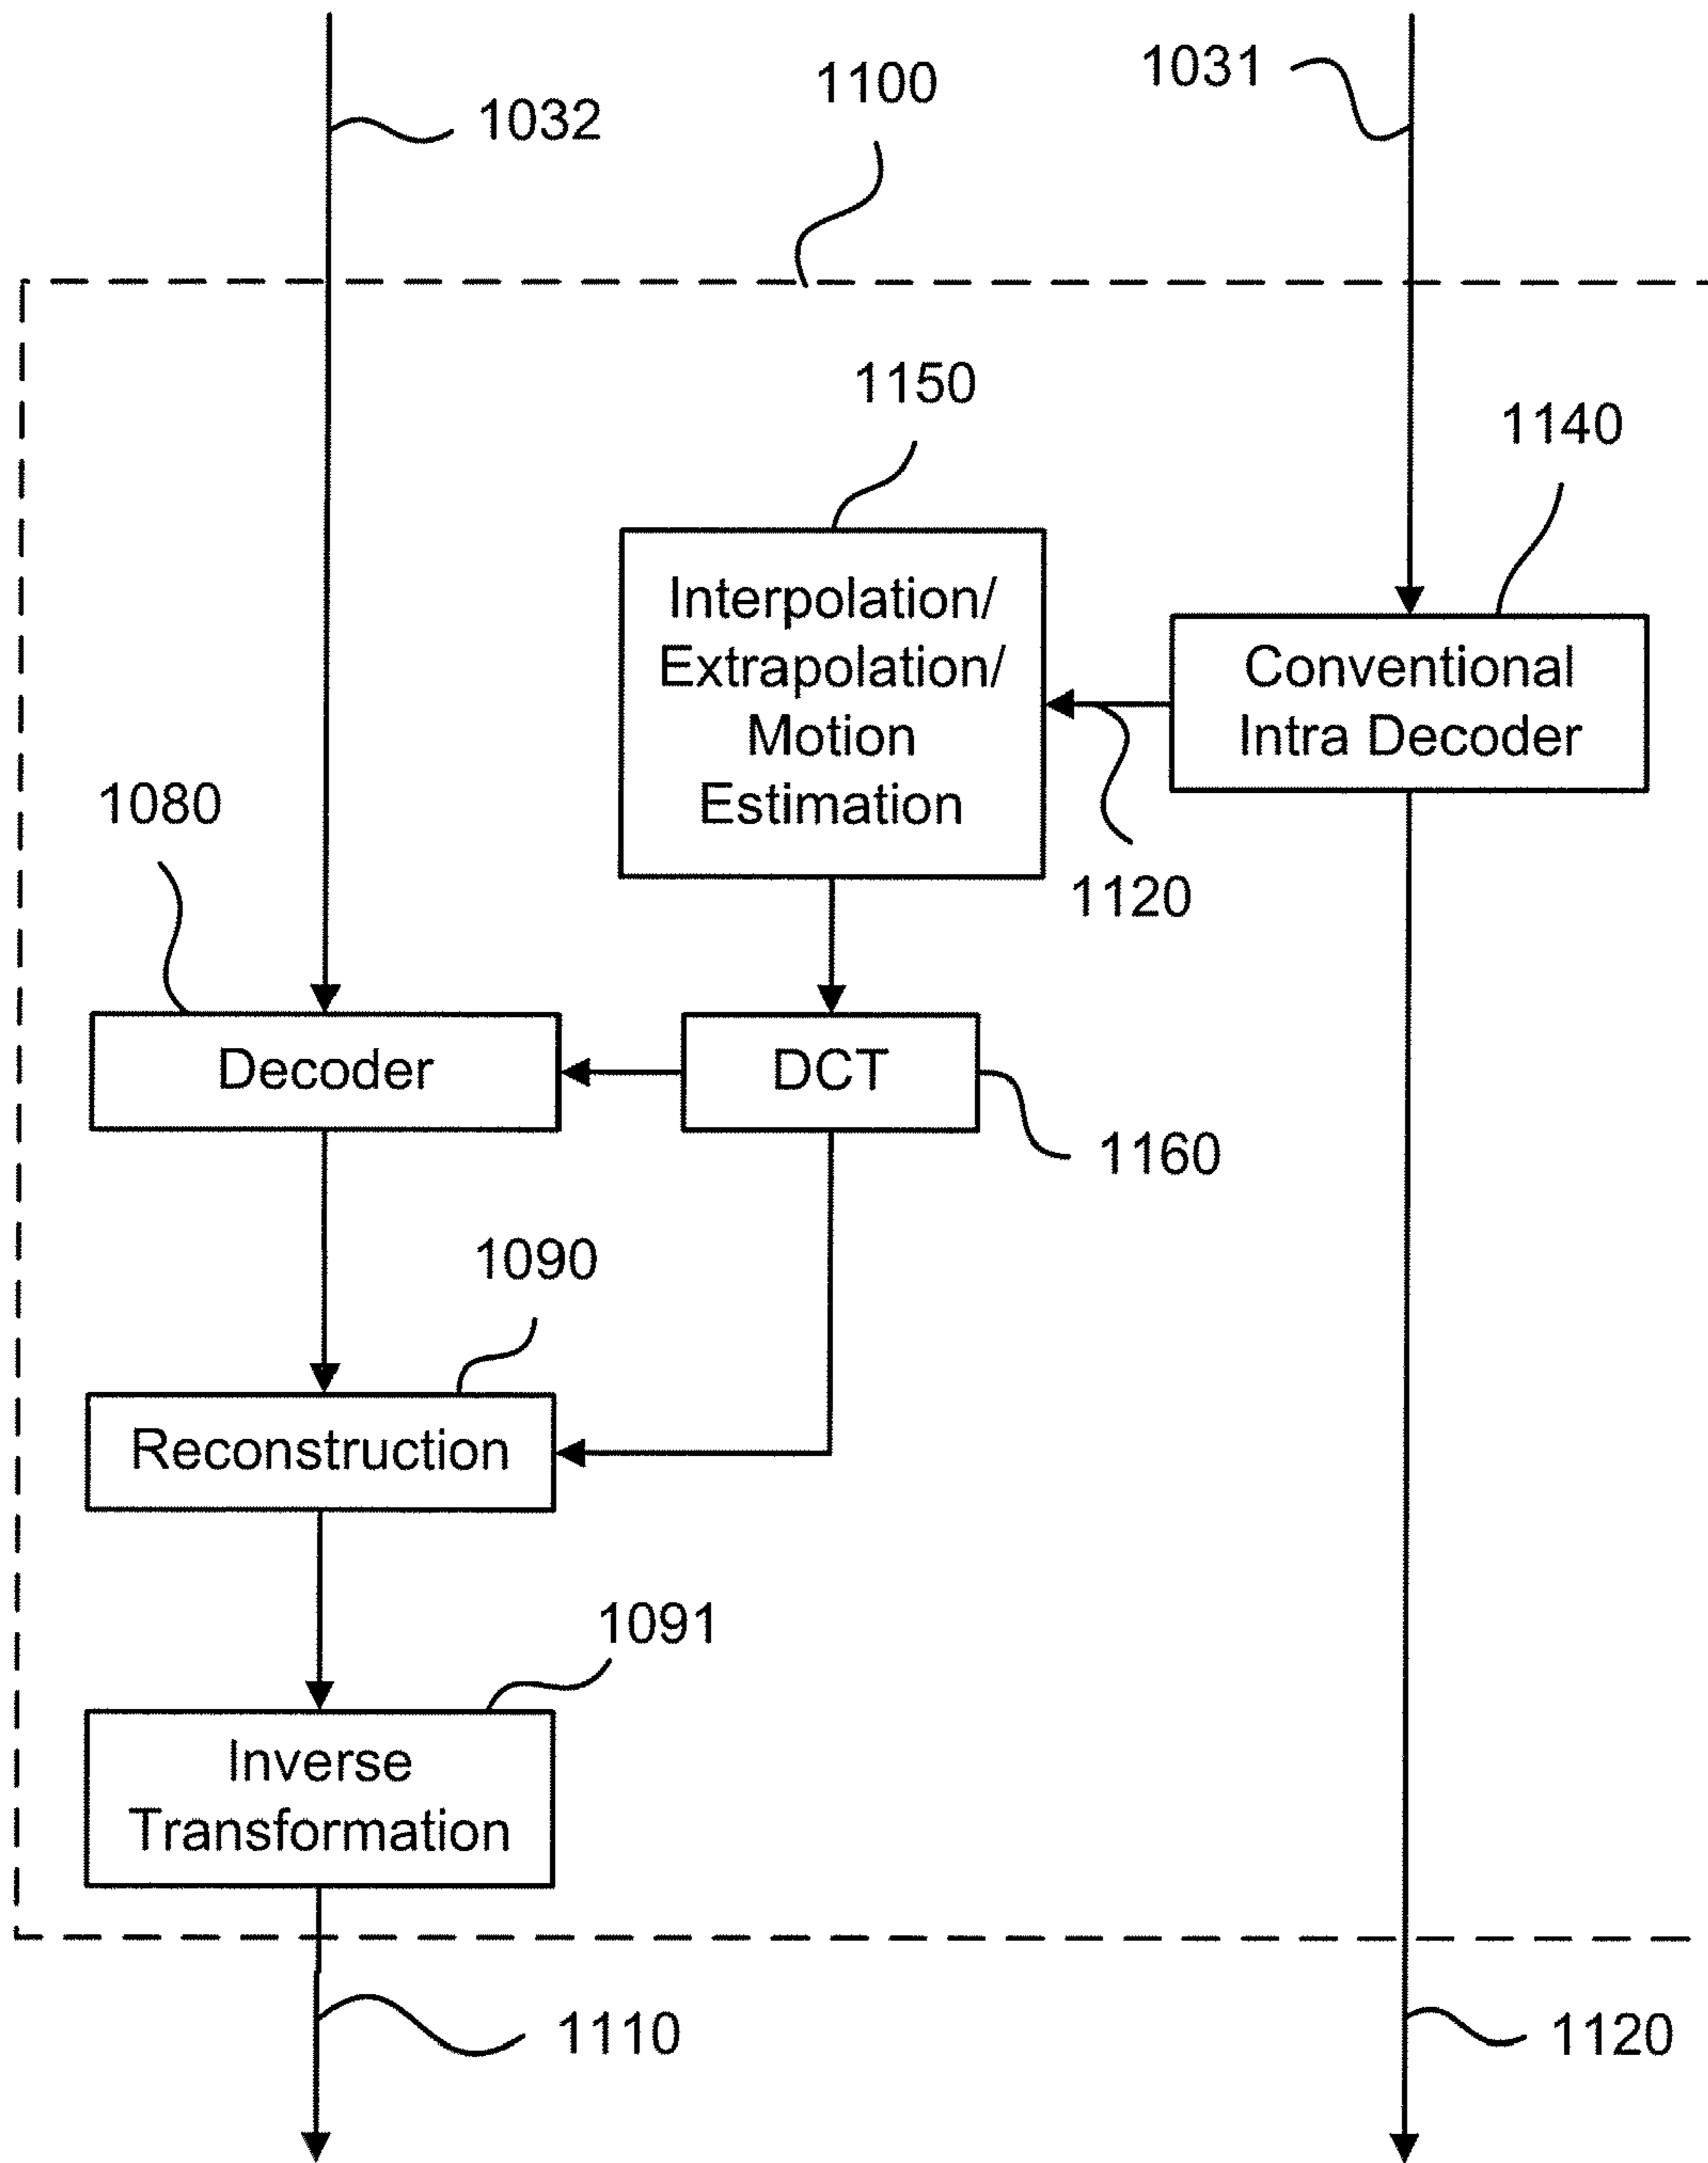 1031
1100
1032
1150
1140
Interpolation/
Extrapolation/
Motion
Estimation
Conventional
Intra Decoder
1080
1120
Decoder
DCT
1160
1090
Reconstruction
1091
Inverse
Transformation
1110
1120